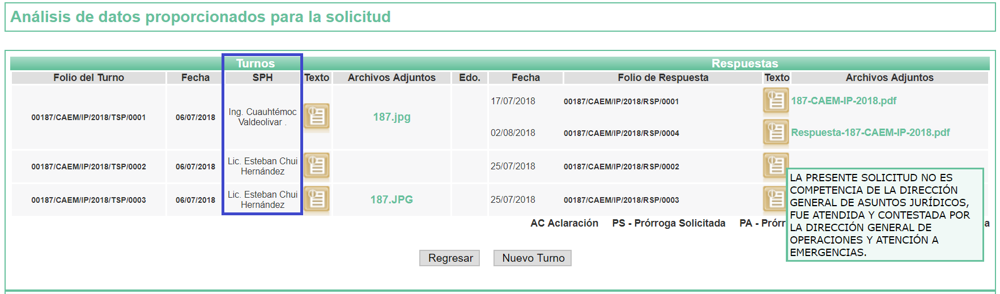 Análisis de datos proporcionados para la solicitud
Turnos Respuestas
Folio del Turno Fecha SPH Texto Archivos Adjuntos Edo. Fecha Folio de Respuesta Texto Archivos Adjuntos
00187/CAEM/IP/2018/TSP/0001 06/07/2018 Ing. Cuauhtémoc
Valdeolivar . 187.jpg
17/07/2018 00187/CAEM/IP/2018/RSP/0001 187-CAEM-IP-2018.pdf
02/08/2018 00187/CAEM/IP/2018/RSP/0004 Respuesta-187-CAEM-IP-2018.pdf
00187/CAEM/IP/2018/TSP/0002 06/07/2018 Lic. Esteban Chui
Hernández 25/07/2018 00187/CAEM/IP/2018/RSP/0002
00187/CAEM/IP/2018/TSP/0003 06/07/2018 Lic. Esteban Chui
Hernández 187.JPG 25/07/2018 00187/CAEM/IP/2018/RSP/0003
LA PRESENTE SOLICITUD NO ES
COMPETENCIA DE LA DIRECCIÓN
GENERAL DE ASUNTOS JURÍDICOS,
FUE ATENDIDA Y CONTESTADA POR
LA DIRECCIÓN GENERAL DE
OPERACIONES Y ATENCIÓN A
EMERGENCIAS.
AC Aclaración PS - Prórroga Solicitada PA -
Regresar Nuevo Turno